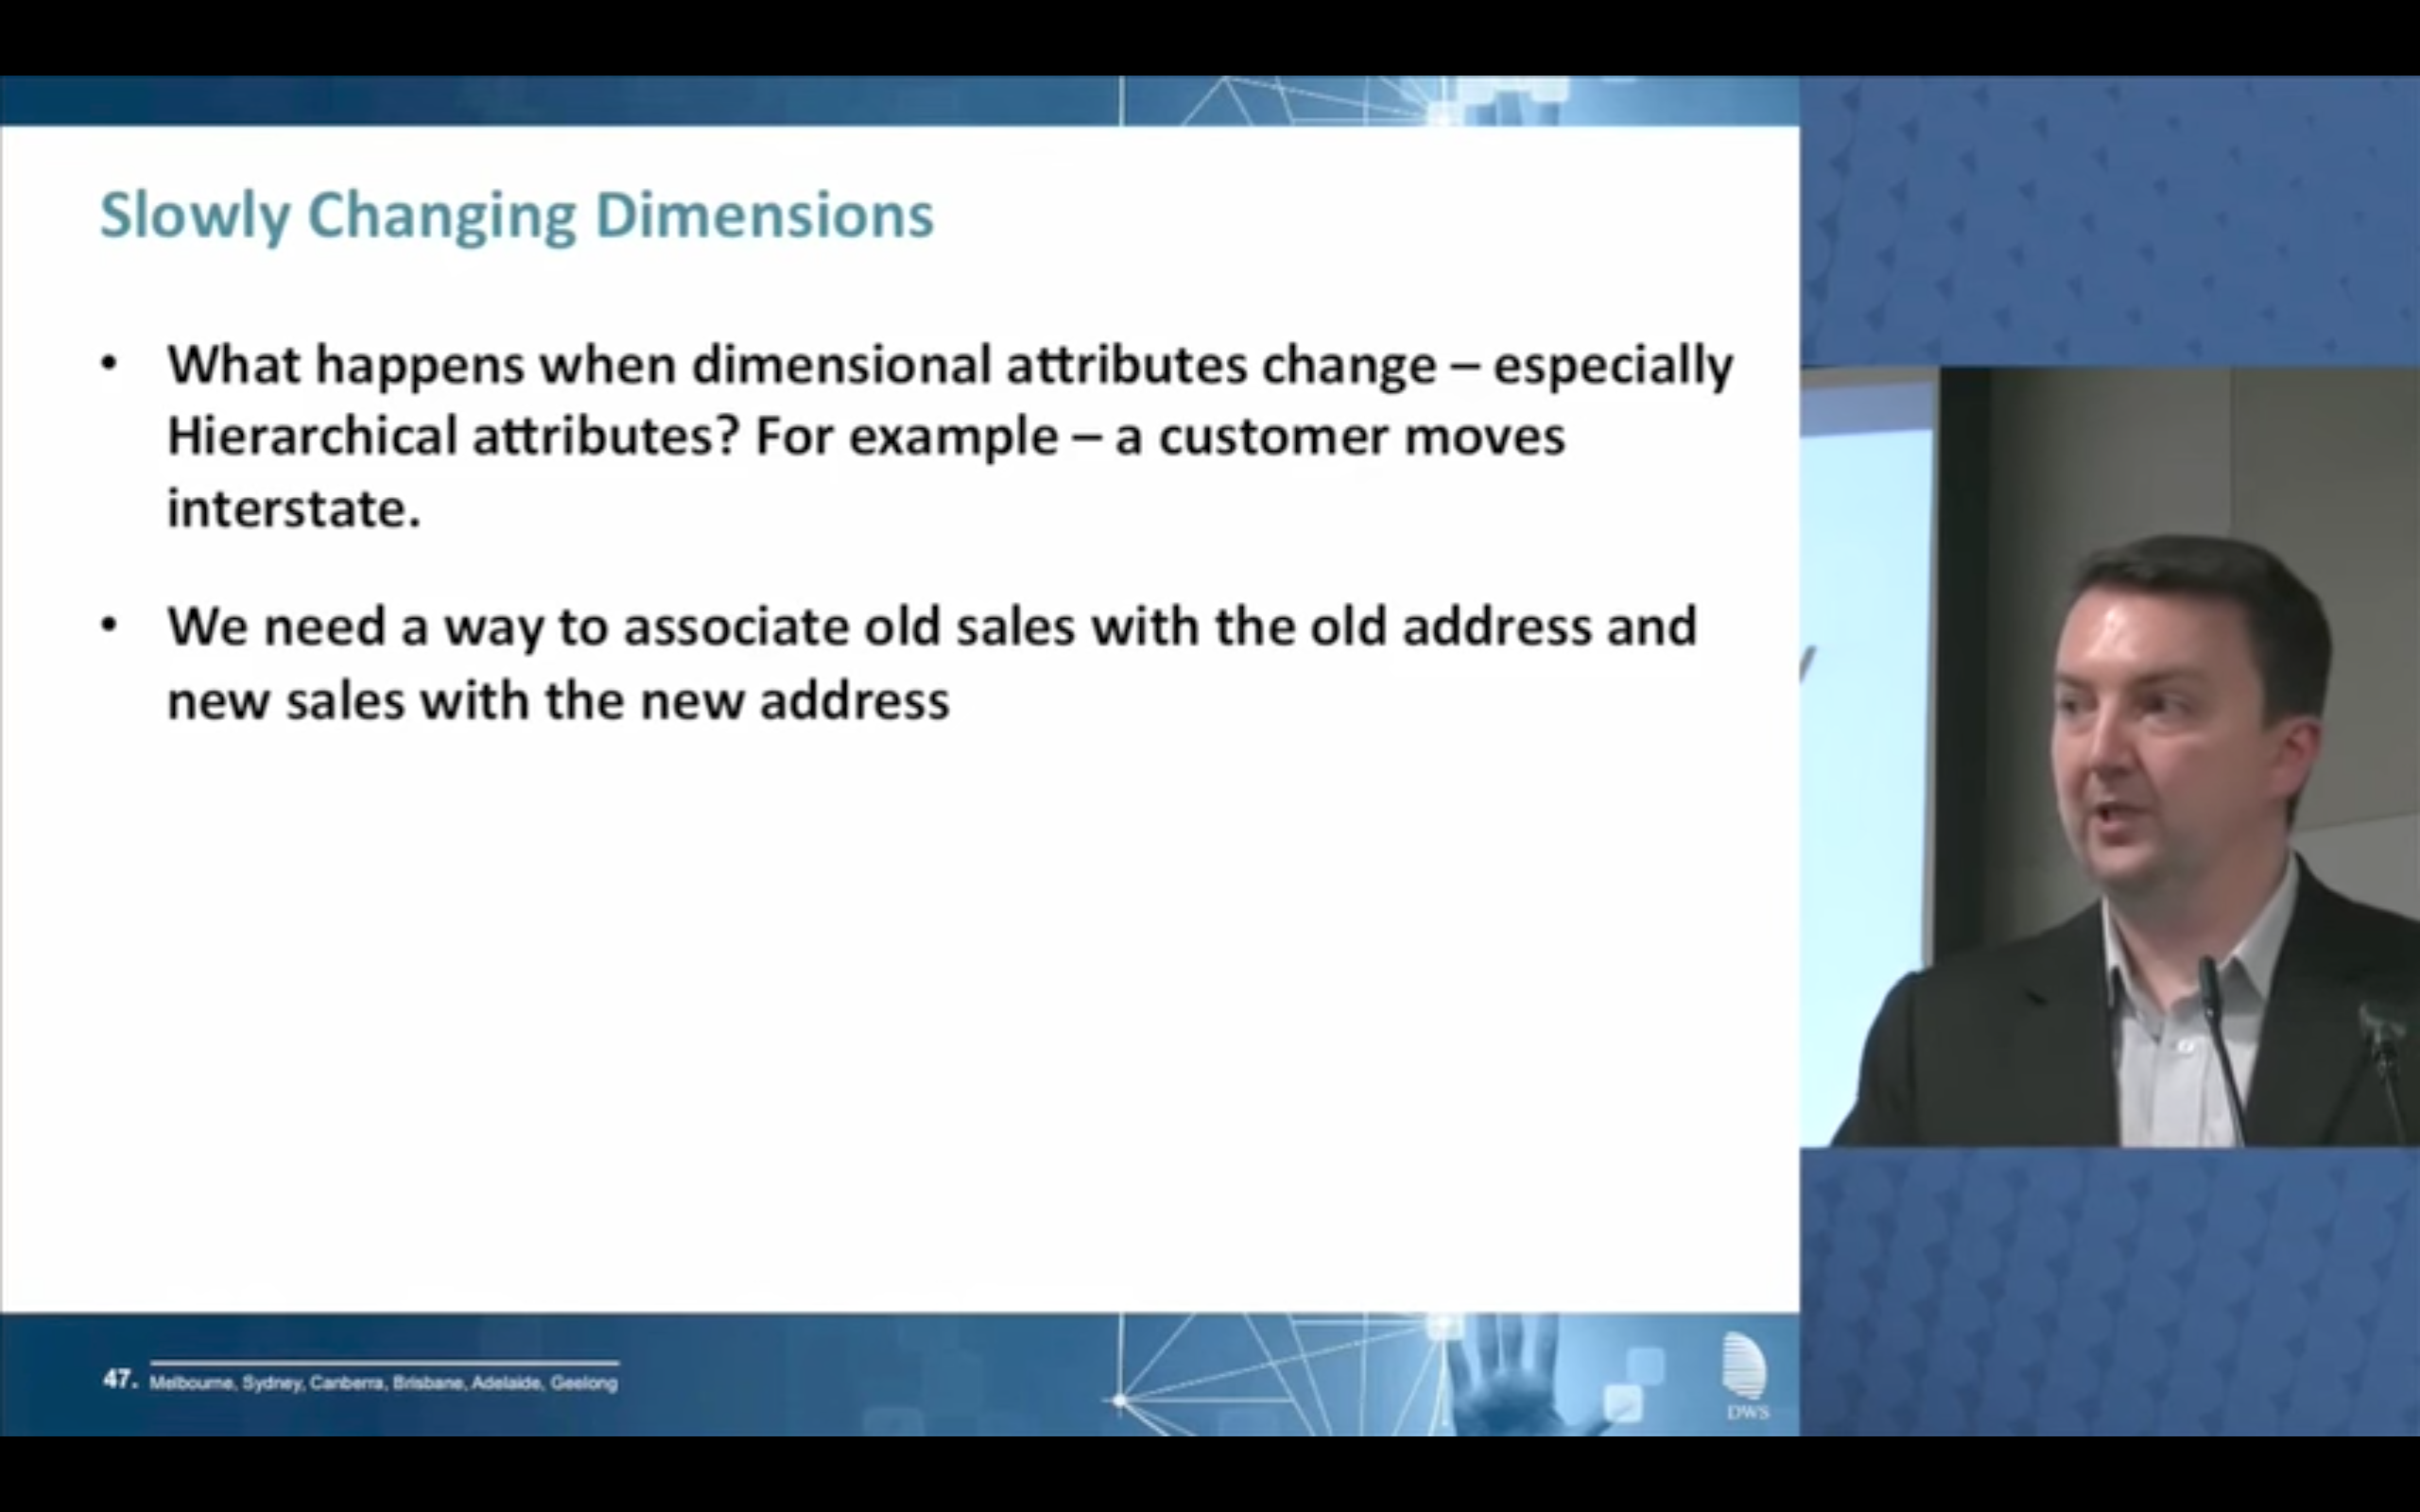 Slowly Changing Dimensions
• What happens when dimensional attributes change – especially
Hierarchical attributes? For example – a customer moves
interstate.
• We need a way to associate old sales with the old address and
new sales with the new address
47. Melbourne, Sydney, Canberra, Brisbane, Adelaide, Geelong
DWS